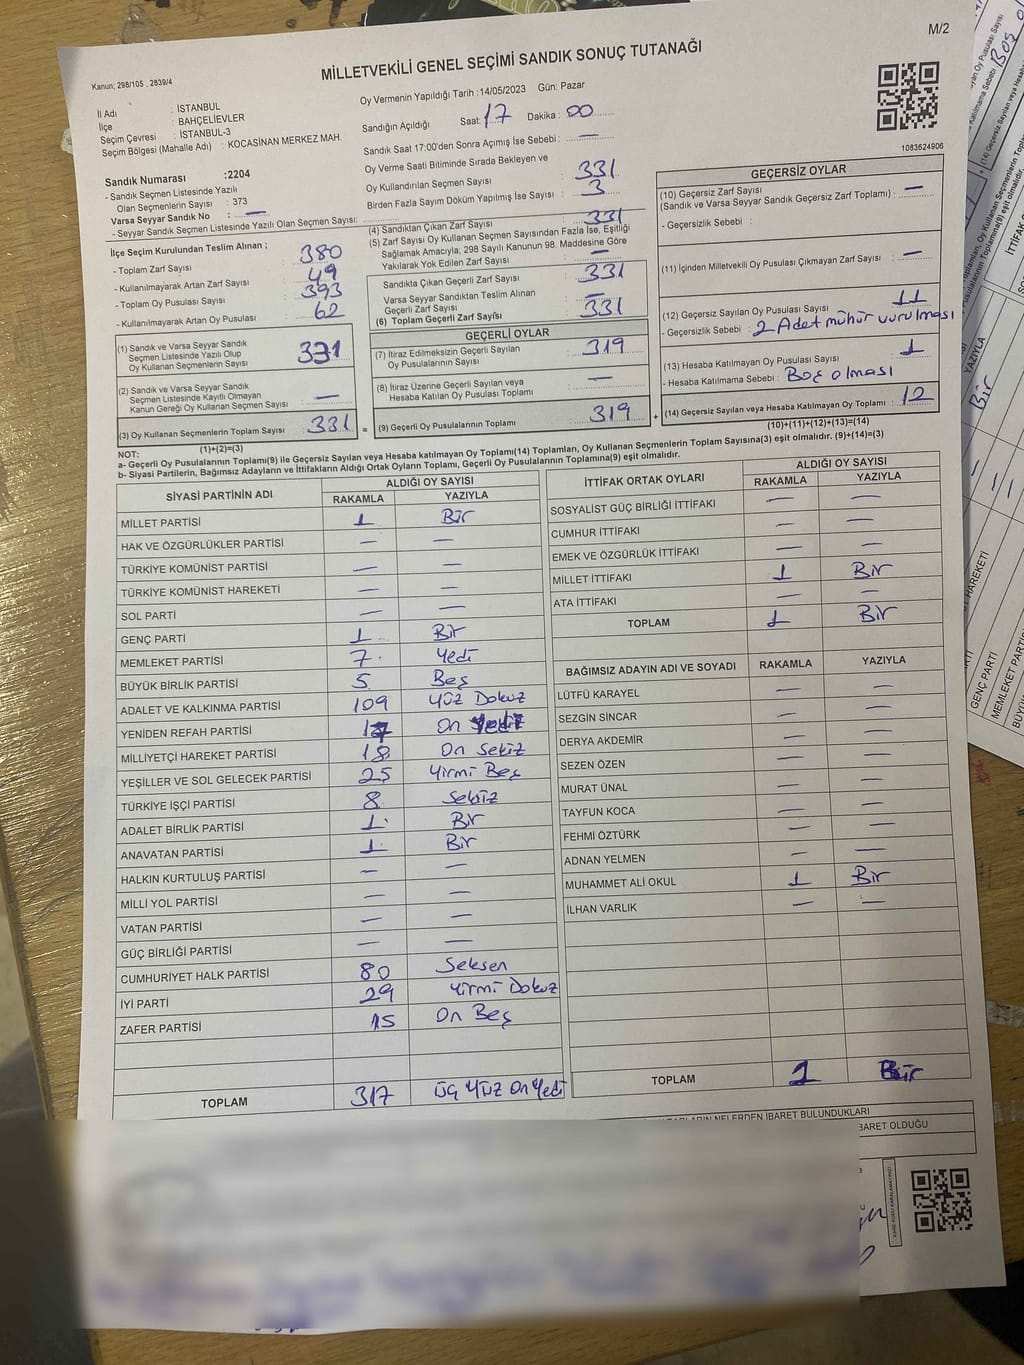 M/2
Kanun; 298/105 , 2839/4
MİLLETVEKİLİ GENEL SEÇİMİ SANDIK SONUÇ TUTANAĞI
İl Adı : İSTANBUL
İlçe : BAHÇELİEVLER
Seçim Çevresi : İSTANBUL-3
Seçim Bölgesi (Mahalle Adı) : KOCASİNAN MERKEZ MAH.
Oy Vermenin Yapıldığı Tarih : 14/05/2023 Gün: Pazar
Sandığın Açıldığı Saat: 17 Dakika : 00
Sandık Saat 17:00'den Sonra Açılmış İse Sebebi : —
Oy Verme Saati Bitiminde Sırada Bekleyen ve
Oy Kullandırılan Seçmen Sayısı : 331
Birden Fazla Sayım Döküm Yapılmış İse Sayısı : 3
1083624906
Sandık Numarası :2204
- Sandık Seçmen Listesinde Yazılı
Olan Seçmenlerin Sayısı : 373
Varsa Seyyar Sandık No : —
- Seyyar Sandık Seçmen Listesinde Yazılı Olan Seçmen Sayısı:
İlçe Seçim Kurulundan Teslim Alınan ;
- Toplam Zarf Sayısı : 380
- Kullanılmayarak Artan Zarf Sayısı : 49
- Toplam Oy Pusulası Sayısı : 393
- Kullanılmayarak Artan Oy Pusulası : 62
(1) Sandık ve Varsa Seyyar Sandık
Seçmen Listesinde Yazılı Olup
Oy Kullanan Seçmenlerin Sayısı : 331
(2) Sandık ve Varsa Seyyar Sandık
Seçmen Listesinde Kayıtlı Olmayan
Kanun Gereği Oy Kullanan Seçmen Sayısı : —
(3) Oy Kullanan Seçmenlerin Toplam Sayısı : 331
(1)+(2)=(3)
(4) Sandıktan Çıkan Zarf Sayısı : 331
(5) Zarf Sayısı Oy Kullanan Seçmen Sayısından Fazla İse, Eşitliği
Sağlamak Amacıyla; 298 Sayılı Kanunun 98. Maddesine Göre
Yakılarak Yok Edilen Zarf Sayısı : —
Sandıkta Çıkan Geçerli Zarf Sayısı : 331
Varsa Seyyar Sandıktan Teslim Alınan
Geçerli Zarf Sayısı : —
(6) Toplam Geçerli Zarf Sayısı : 331
GEÇERLİ OYLAR
(7) İtiraz Edilmeksizin Geçerli Sayılan
Oy Pusulalarının Sayısı : 319
(8) İtiraz Üzerine Geçerli Sayılan veya
Hesaba Katılan Oy Pusulası Toplamı : —
= (9) Geçerli Oy Pusulalarının Toplamı : 319 +
GEÇERSİZ OYLAR
(10) Geçersiz Zarf Sayısı : —
(Sandık ve Varsa Seyyar Sandık Geçersiz Zarf Toplamı) :
- Geçersizlik Sebebi :
(11) İçinden Milletvekili Oy Pusulası Çıkmayan Zarf Sayısı : —
(12) Geçersiz Sayılan Oy Pusulası Sayısı : 11
- Geçersizlik Sebebi : 2 Adet mühür vurulması
(13) Hesaba Katılmayan Oy Pusulası Sayısı : 1
- Hesaba Katılmama Sebebi : Boş olması
(14) Geçersiz Sayılan veya Hesaba Katılmayan Oy Toplamı : 12
(10)+(11)+(12)+(13)=(14)
NOT:
a- Geçerli Oy Pusulalarının Toplamı(9) ile Geçersiz Sayılan veya Hesaba katılmayan Oy Toplamı(14) Toplamları, Oy Kullanan Seçmenlerin Toplam Sayısına(3) eşit olmalıdır. (9)+(14)=(3)
b- Siyasi Partilerin, Bağımsız Adayların ve İttifakların Aldığı Ortak Oyların Toplamı, Geçerli Oy Pusulalarının Toplamına(9) eşit olmalıdır.
SİYASİ PARTİNİN ADI ALDIĞI OY SAYISI
RAKAMLA YAZIYLA
MİLLET PARTİSİ 1 Bir
HAK VE ÖZGÜRLÜKLER PARTİSİ — —
TÜRKİYE KOMÜNİST PARTİSİ — —
TÜRKİYE KOMÜNİST HAREKETİ — —
SOL PARTİ — —
GENÇ PARTİ 1 Bir
MEMLEKET PARTİSİ 7 Yedi
BÜYÜK BİRLİK PARTİSİ 5 Beş
ADALET VE KALKINMA PARTİSİ 109 Yüz Dokuz
YENİDEN REFAH PARTİSİ 17 On Yedi
MİLLİYETÇİ HAREKET PARTİSİ 18 On Sekiz
YEŞİLLER VE SOL GELECEK PARTİSİ 25 Yirmi Beş
TÜRKİYE İŞÇİ PARTİSİ 8 Sekiz
ADALET BİRLİK PARTİSİ 1 Bir
ANAVATAN PARTİSİ 1 Bir
HALKIN KURTULUŞ PARTİSİ — —
MİLLİ YOL PARTİSİ — —
VATAN PARTİSİ — —
GÜÇ BİRLİĞİ PARTİSİ — —
CUMHURİYET HALK PARTİSİ 80 Seksen
İYİ PARTİ 29 Yirmi Dokuz
ZAFER PARTİSİ 15 On Beş
TOPLAM 317 Üç Yüz On Yedi
İTTİFAK ORTAK OYLARI ALDIĞI OY SAYISI
RAKAMLA YAZIYLA
SOSYALİST GÜÇ BİRLİĞİ İTTİFAKI — —
CUMHUR İTTİFAKI — —
EMEK VE ÖZGÜRLÜK İTTİFAKI — —
MİLLET İTTİFAKI 1 Bir
ATA İTTİFAKI — —
TOPLAM 1 Bir
BAĞIMSIZ ADAYIN ADI VE SOYADI RAKAMLA YAZIYLA
LÜTFÜ KARAYEL — —
SEZGİN SİNCAR — —
DERYA AKDEMİR — —
SEZEN ÖZEN — —
MURAT ÜNAL — —
TAYFUN KOCA — —
FEHMİ ÖZTÜRK — —
ADNAN YELMEN — —
MUHAMMET ALİ OKUL 1 Bir
İLHAN VARLIK — —
TOPLAM 1 Bir
NELERDEN İBARET BULUNDUKLARI
BARET OLDUĞU
YAZIYLA
Bir
HAREKETİ
GENÇ PARTİ
MEMLEKET PARTİ